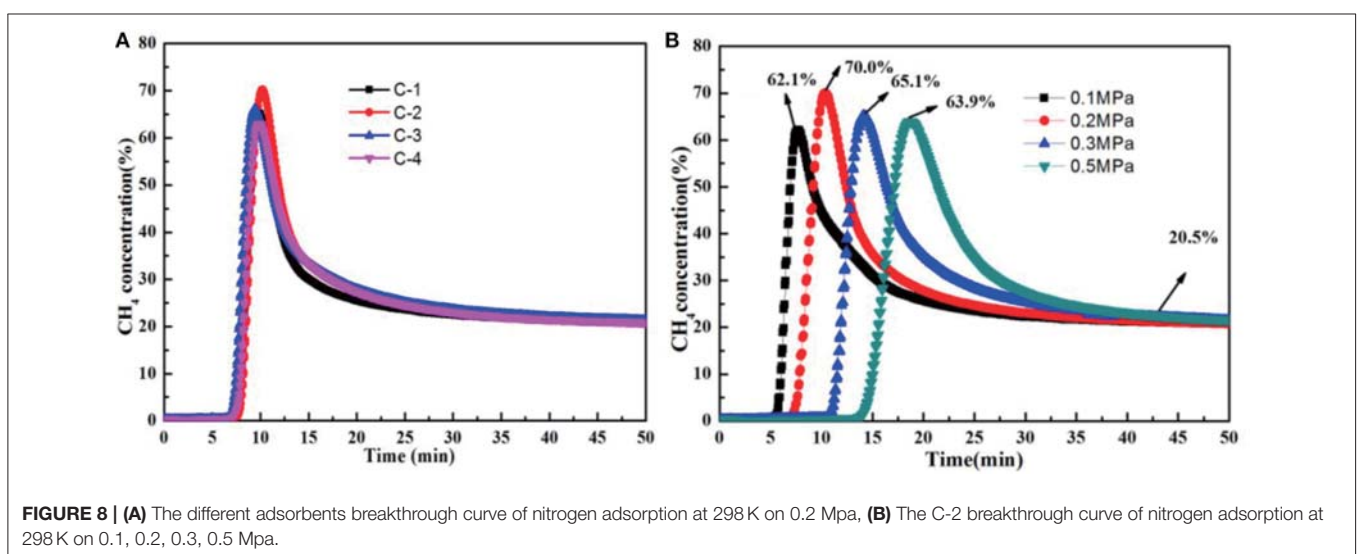 A
80
70
60
50
40
30
20
10
0
CH4 concentration(%)
C-1
C-2
C-3
C-4
0 5 10 15 20 25 30 35 40 45 50
Time (min)
B
80
70
60
50
40
30
20
10
0
CH4 concentration(%)
62.1%
70.0%
65.1%
63.9%
0.1MPa
0.2MPa
0.3MPa
0.5MPa
20.5%
0 5 10 15 20 25 30 35 40 45 50
Time(min)
FIGURE 8 | (A) The different adsorbents breakthrough curve of nitrogen adsorption at 298 K on 0.2 Mpa, (B) The C-2 breakthrough curve of nitrogen adsorption at
298 K on 0.1, 0.2, 0.3, 0.5 Mpa.